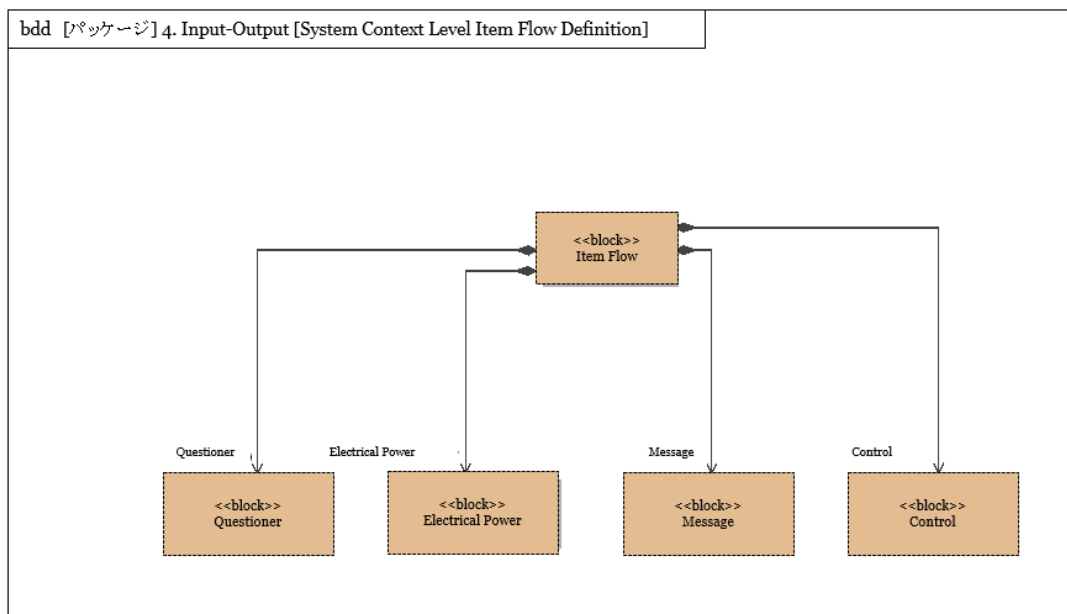 bdd [パッケージ] 4. Input-Output [System Context Level Item Flow Definition]
<<block>>
Item Flow
Questioner
Electrical Power
Message
Control
<<block>>
Questioner
<<block>>
Electrical Power
<<block>>
Message
<<block>>
Control